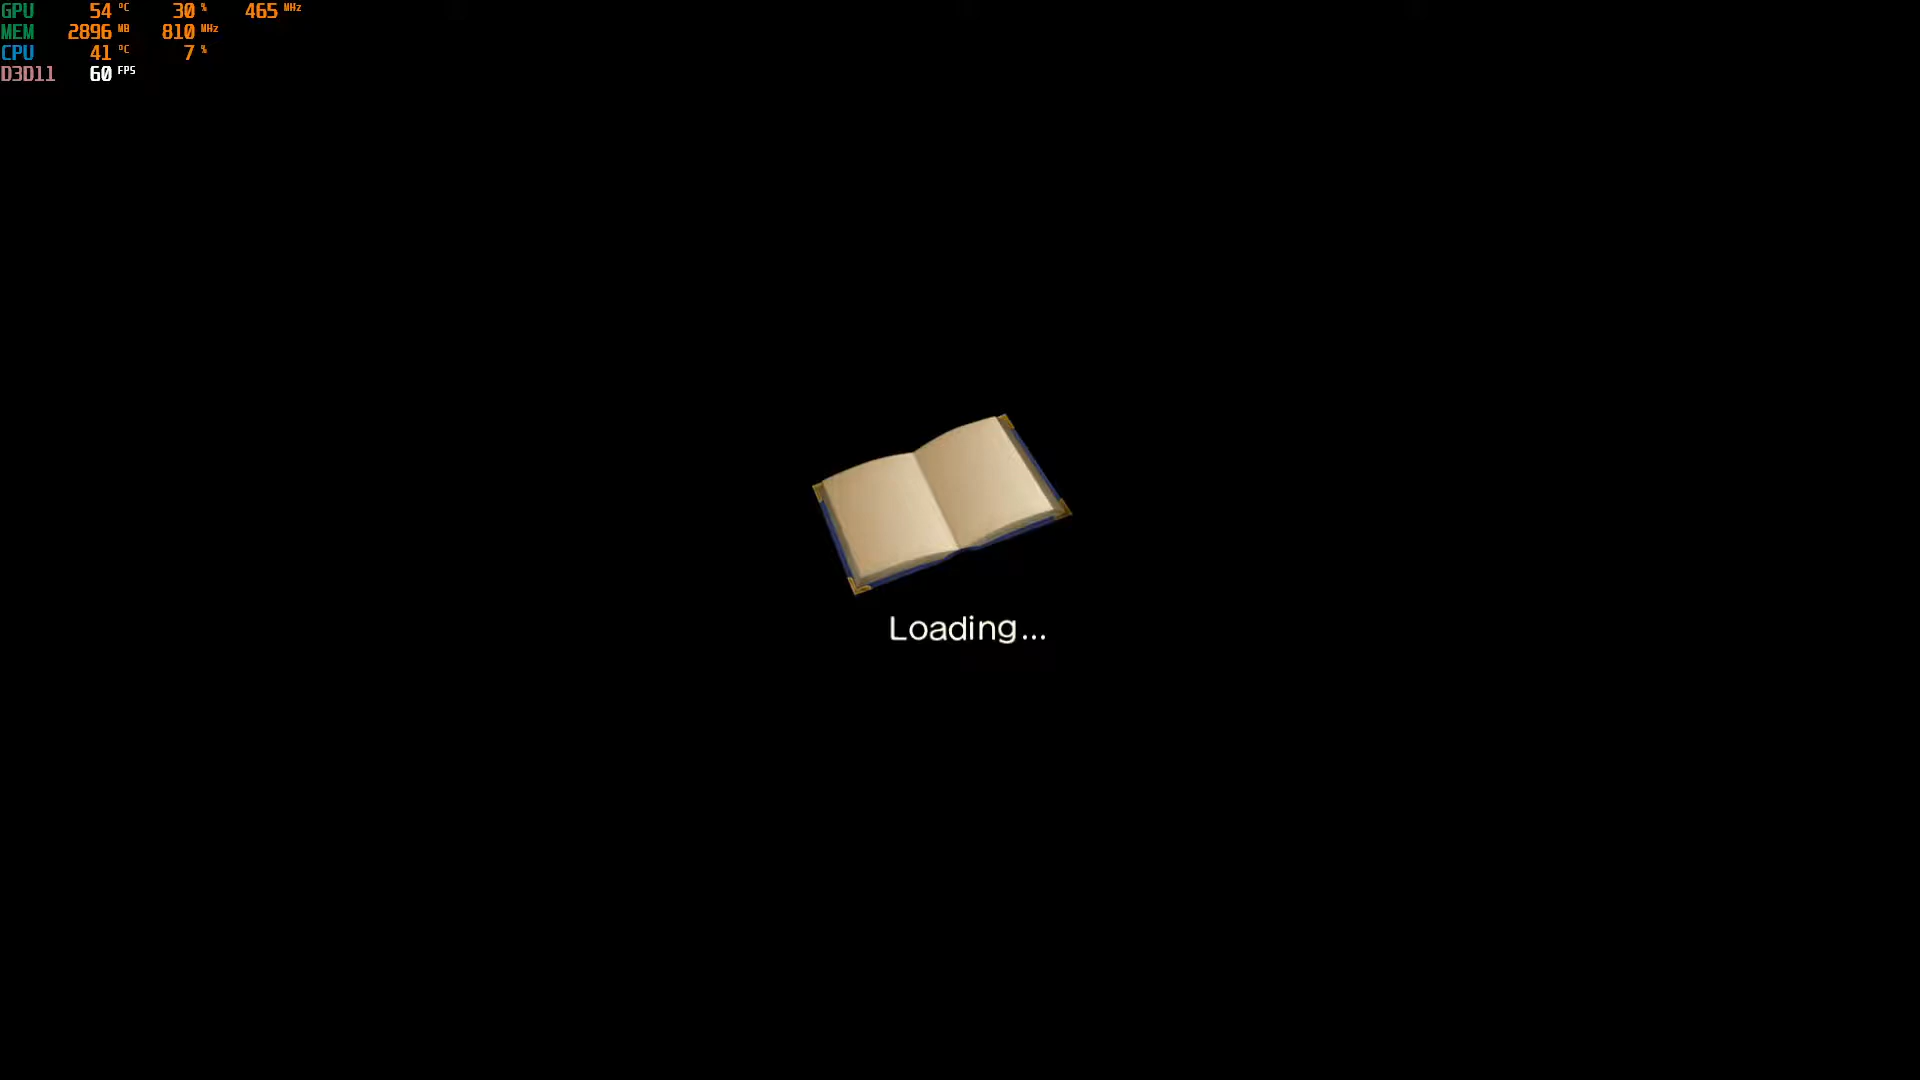 GPU 54 °C 30 % 465 MHz
MEM 2896 MB 810 MHz
CPU 41 °C 7 %
D3D11 60 FPS
Loading...